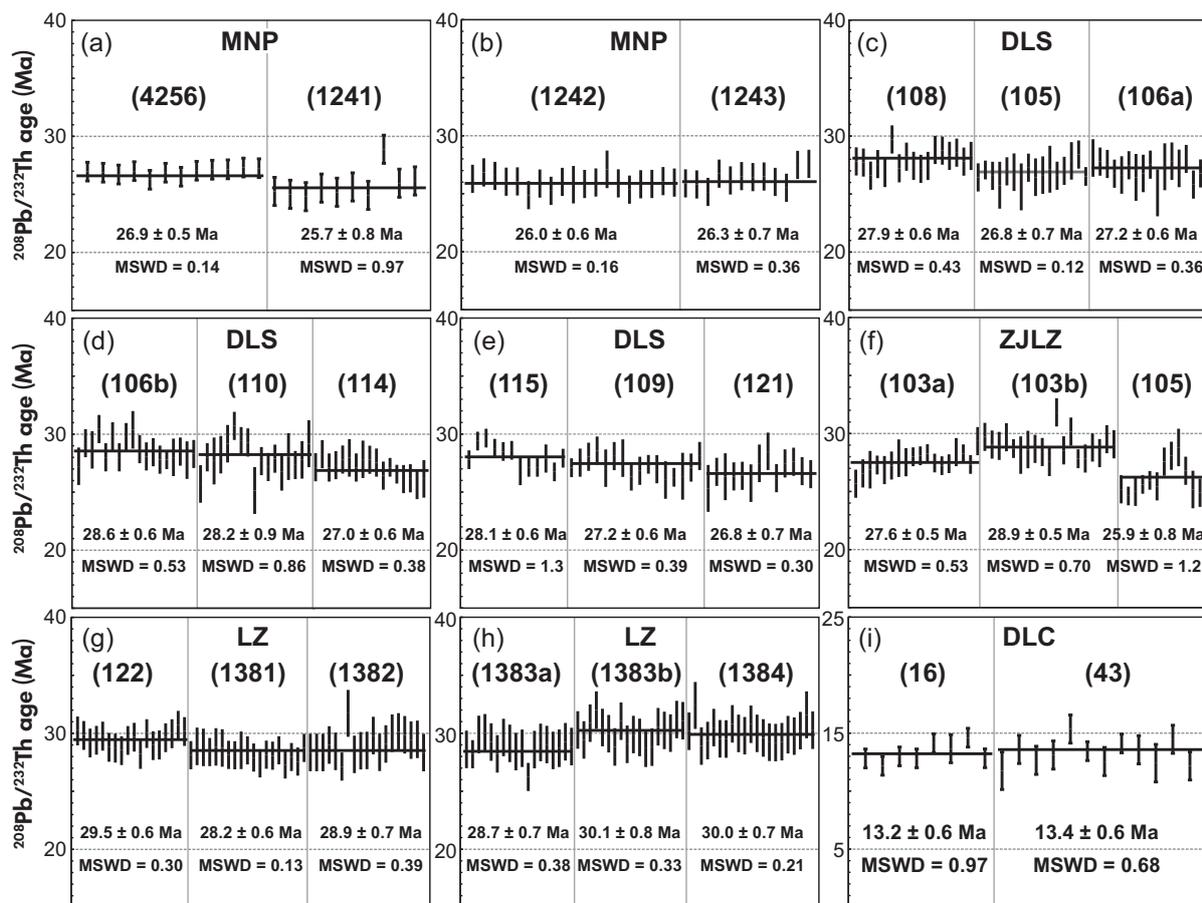 40 (a) MNP
(4256) (1241)
30
26.9 ± 0.5 Ma 25.7 ± 0.8 Ma
20
MSWD = 0.14 MSWD = 0.97
208Pb/232Th age (Ma)
40 (b) MNP
(1242) (1243)
30
26.0 ± 0.6 Ma 26.3 ± 0.7 Ma
20
MSWD = 0.16 MSWD = 0.36
40 (c) DLS
(108) (105) (106a)
30
27.9 ± 0.6 Ma 26.8 ± 0.7 Ma 27.2 ± 0.6 Ma
20
MSWD = 0.43 MSWD = 0.12 MSWD = 0.36
40 (d) DLS
(106b) (110) (114)
30
28.6 ± 0.6 Ma 28.2 ± 0.9 Ma 27.0 ± 0.6 Ma
20
MSWD = 0.53 MSWD = 0.86 MSWD = 0.38
208Pb/232Th age (Ma)
40 (e) DLS
(115) (109) (121)
30
28.1 ± 0.6 Ma 27.2 ± 0.6 Ma 26.8 ± 0.7 Ma
20
MSWD = 1.3 MSWD = 0.39 MSWD = 0.30
40 (f) ZJLZ
(103a) (103b) (105)
30
27.6 ± 0.5 Ma 28.9 ± 0.5 Ma 25.9 ± 0.8 Ma
20
MSWD = 0.53 MSWD = 0.70 MSWD = 1.2
40 (g) LZ
(122) (1381) (1382)
30
29.5 ± 0.6 Ma 28.2 ± 0.6 Ma 28.9 ± 0.7 Ma
20
MSWD = 0.30 MSWD = 0.13 MSWD = 0.39
208Pb/232Th age (Ma)
40 (h) LZ
(1383a) (1383b) (1384)
30
28.7 ± 0.7 Ma 30.1 ± 0.8 Ma 30.0 ± 0.7 Ma
20
MSWD = 0.38 MSWD = 0.33 MSWD = 0.21
25 (i) DLC
(16) (43)
15
13.2 ± 0.6 Ma 13.4 ± 0.6 Ma
5
MSWD = 0.97 MSWD = 0.68